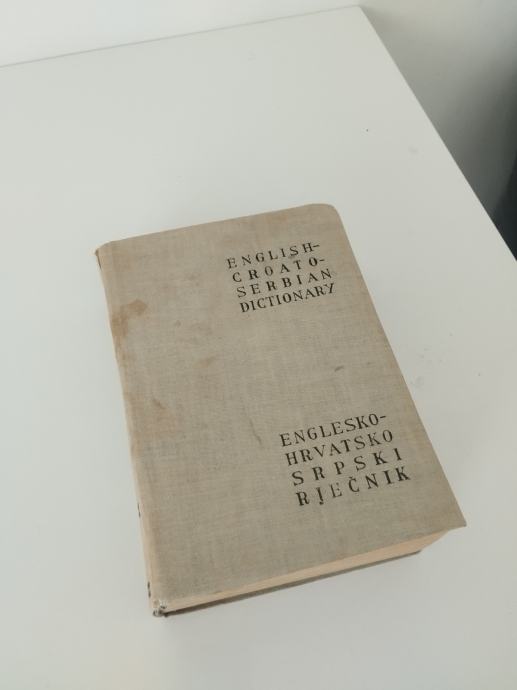 ENGLISH-
CROATO-
SERBIAN
DICTIONARY
ENGLESKO-
HRVATSKO
SRPSKI
RJEČNIK